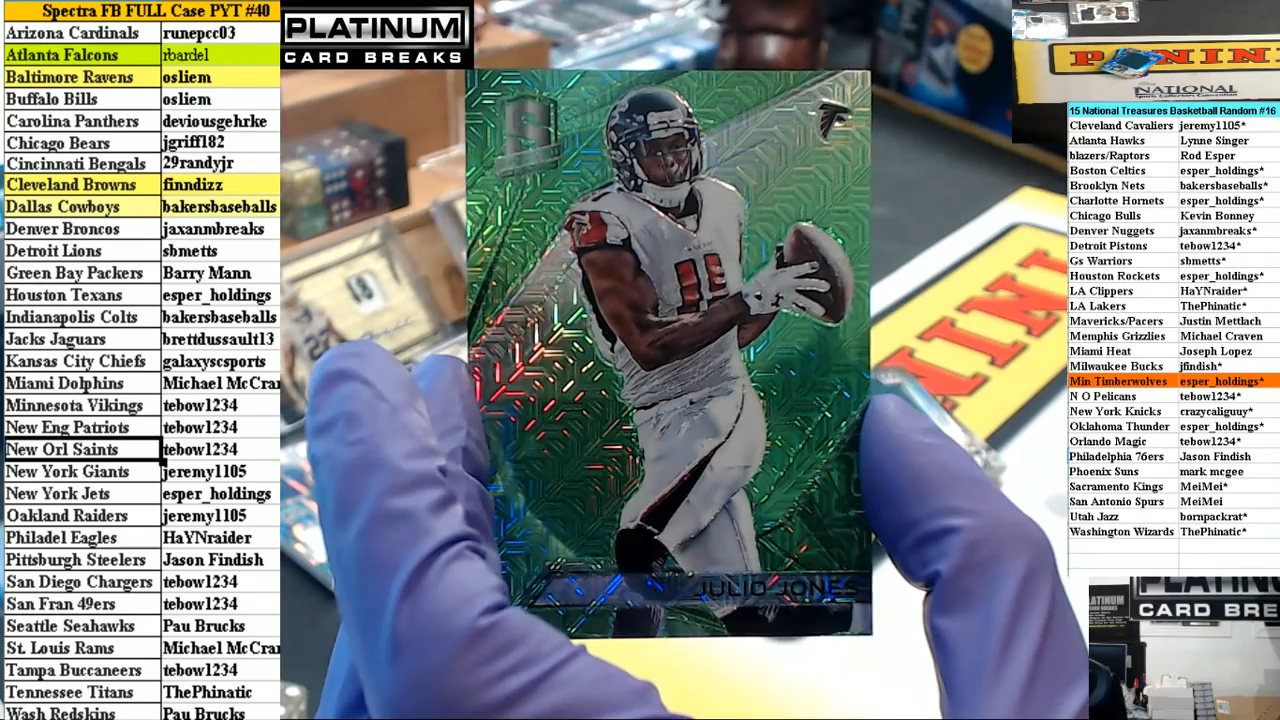 Spectra FB FULL Case PYT #40
Arizona Cardinals runepcc03
Atlanta Falcons rbardel
Baltimore Ravens osliem
Buffalo Bills osliem
Carolina Panthers deviousgehrke
Chicago Bears jgriff182
Cincinnati Bengals 29randyjr
Cleveland Browns finndizz
Dallas Cowboys bakersbaseballs
Denver Broncos jaxanmbreaks
Detroit Lions sbmetts
Green Bay Packers Barry Mann
Houston Texans esper_holdings
Indianapolis Colts bakersbaseballs
Jacks Jaguars brettdussault13
Kansas City Chiefs galaxyscsports
Miami Dolphins Michael McCra
Minnesota Vikings tebow1234
New Eng Patriots tebow1234
New Orl Saints tebow1234
New York Giants jeremy1105
New York Jets esper_holdings
Oakland Raiders jeremy1105
Philadel Eagles HaYNraider
Pittsburgh Steelers Jason Findish
San Diego Chargers tebow1234
San Fran 49ers tebow1234
Seattle Seahawks Pau Brucks
St. Louis Rams Michael McCra
Tampa Buccaneers tebow1234
Tennessee Titans ThePhinatic
Wash Redskins Pau Brucks
PLATINUM
CARD BREAKS
S
11
JULIO JONES
PANINI
PANINI
NATIONAL
15 National Treasures Basketball Random #16
Cleveland Cavaliers jeremy1105*
Atlanta Hawks Lynne Singer
blazers/Raptors Rod Esper
Boston Celtics esper_holdings*
Brooklyn Nets bakersbaseballs*
Charlotte Hornets esper_holdings*
Chicago Bulls Kevin Bonney
Denver Nuggets jaxanmbreaks*
Detroit Pistons tebow1234*
Gs Warriors sbmetts*
Houston Rockets esper_holdings*
LA Clippers HaYNraider*
LA Lakers ThePhinatic*
Mavericks/Pacers Justin Mettlach
Memphis Grizzlies Michael Craven
Miami Heat Joseph Lopez
Milwaukee Bucks jfindish*
Min Timberwolves esper_holdings*
N O Pelicans tebow1234*
New York Knicks crazycaliguuy*
Oklahoma Thunder esper_holdings*
Orlando Magic tebow1234*
Philadelphia 76ers Jason Findish
Phoenix Suns mark mcgee
Sacramento Kings MeiMei*
San Antonio Spurs MeiMei
Utah Jazz bornpackrat*
Washington Wizards ThePhinatic*
PLATINUM
CARD BRE